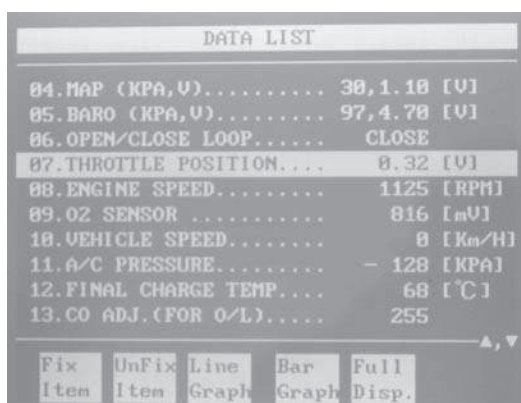 DATA LIST
04.MAP (KPA,V).......... 30,1.10 [V]
05.BARO (KPA,V)......... 97,4.70 [V]
06.OPEN/CLOSE LOOP...... CLOSE
07.THROTTLE POSITION.... 0.32 [V]
08.ENGINE SPEED......... 1125 [RPM]
09.O2 SENSOR ........... 816 [mV]
10.VEHICLE SPEED........ 0 [Km/H]
11.A/C PRESSURE......... - 128 [KPA]
12.FINAL CHARGE TEMP.... 68 [℃]
13.CO ADJ.(FOR O/L)..... 255
▲,▼
Fix Item
UnFix Item
Line Graph
Bar Graph
Full Disp.